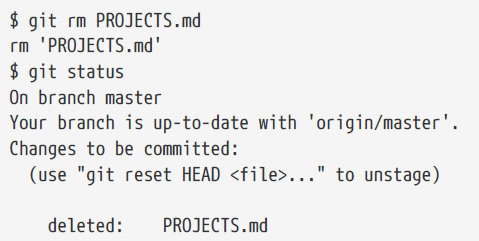 $ git rm PROJECTS.md
rm 'PROJECTS.md'
$ git status
On branch master
Your branch is up-to-date with 'origin/master'.
Changes to be committed:
  (use "git reset HEAD <file>..." to unstage)

    deleted:    PROJECTS.md